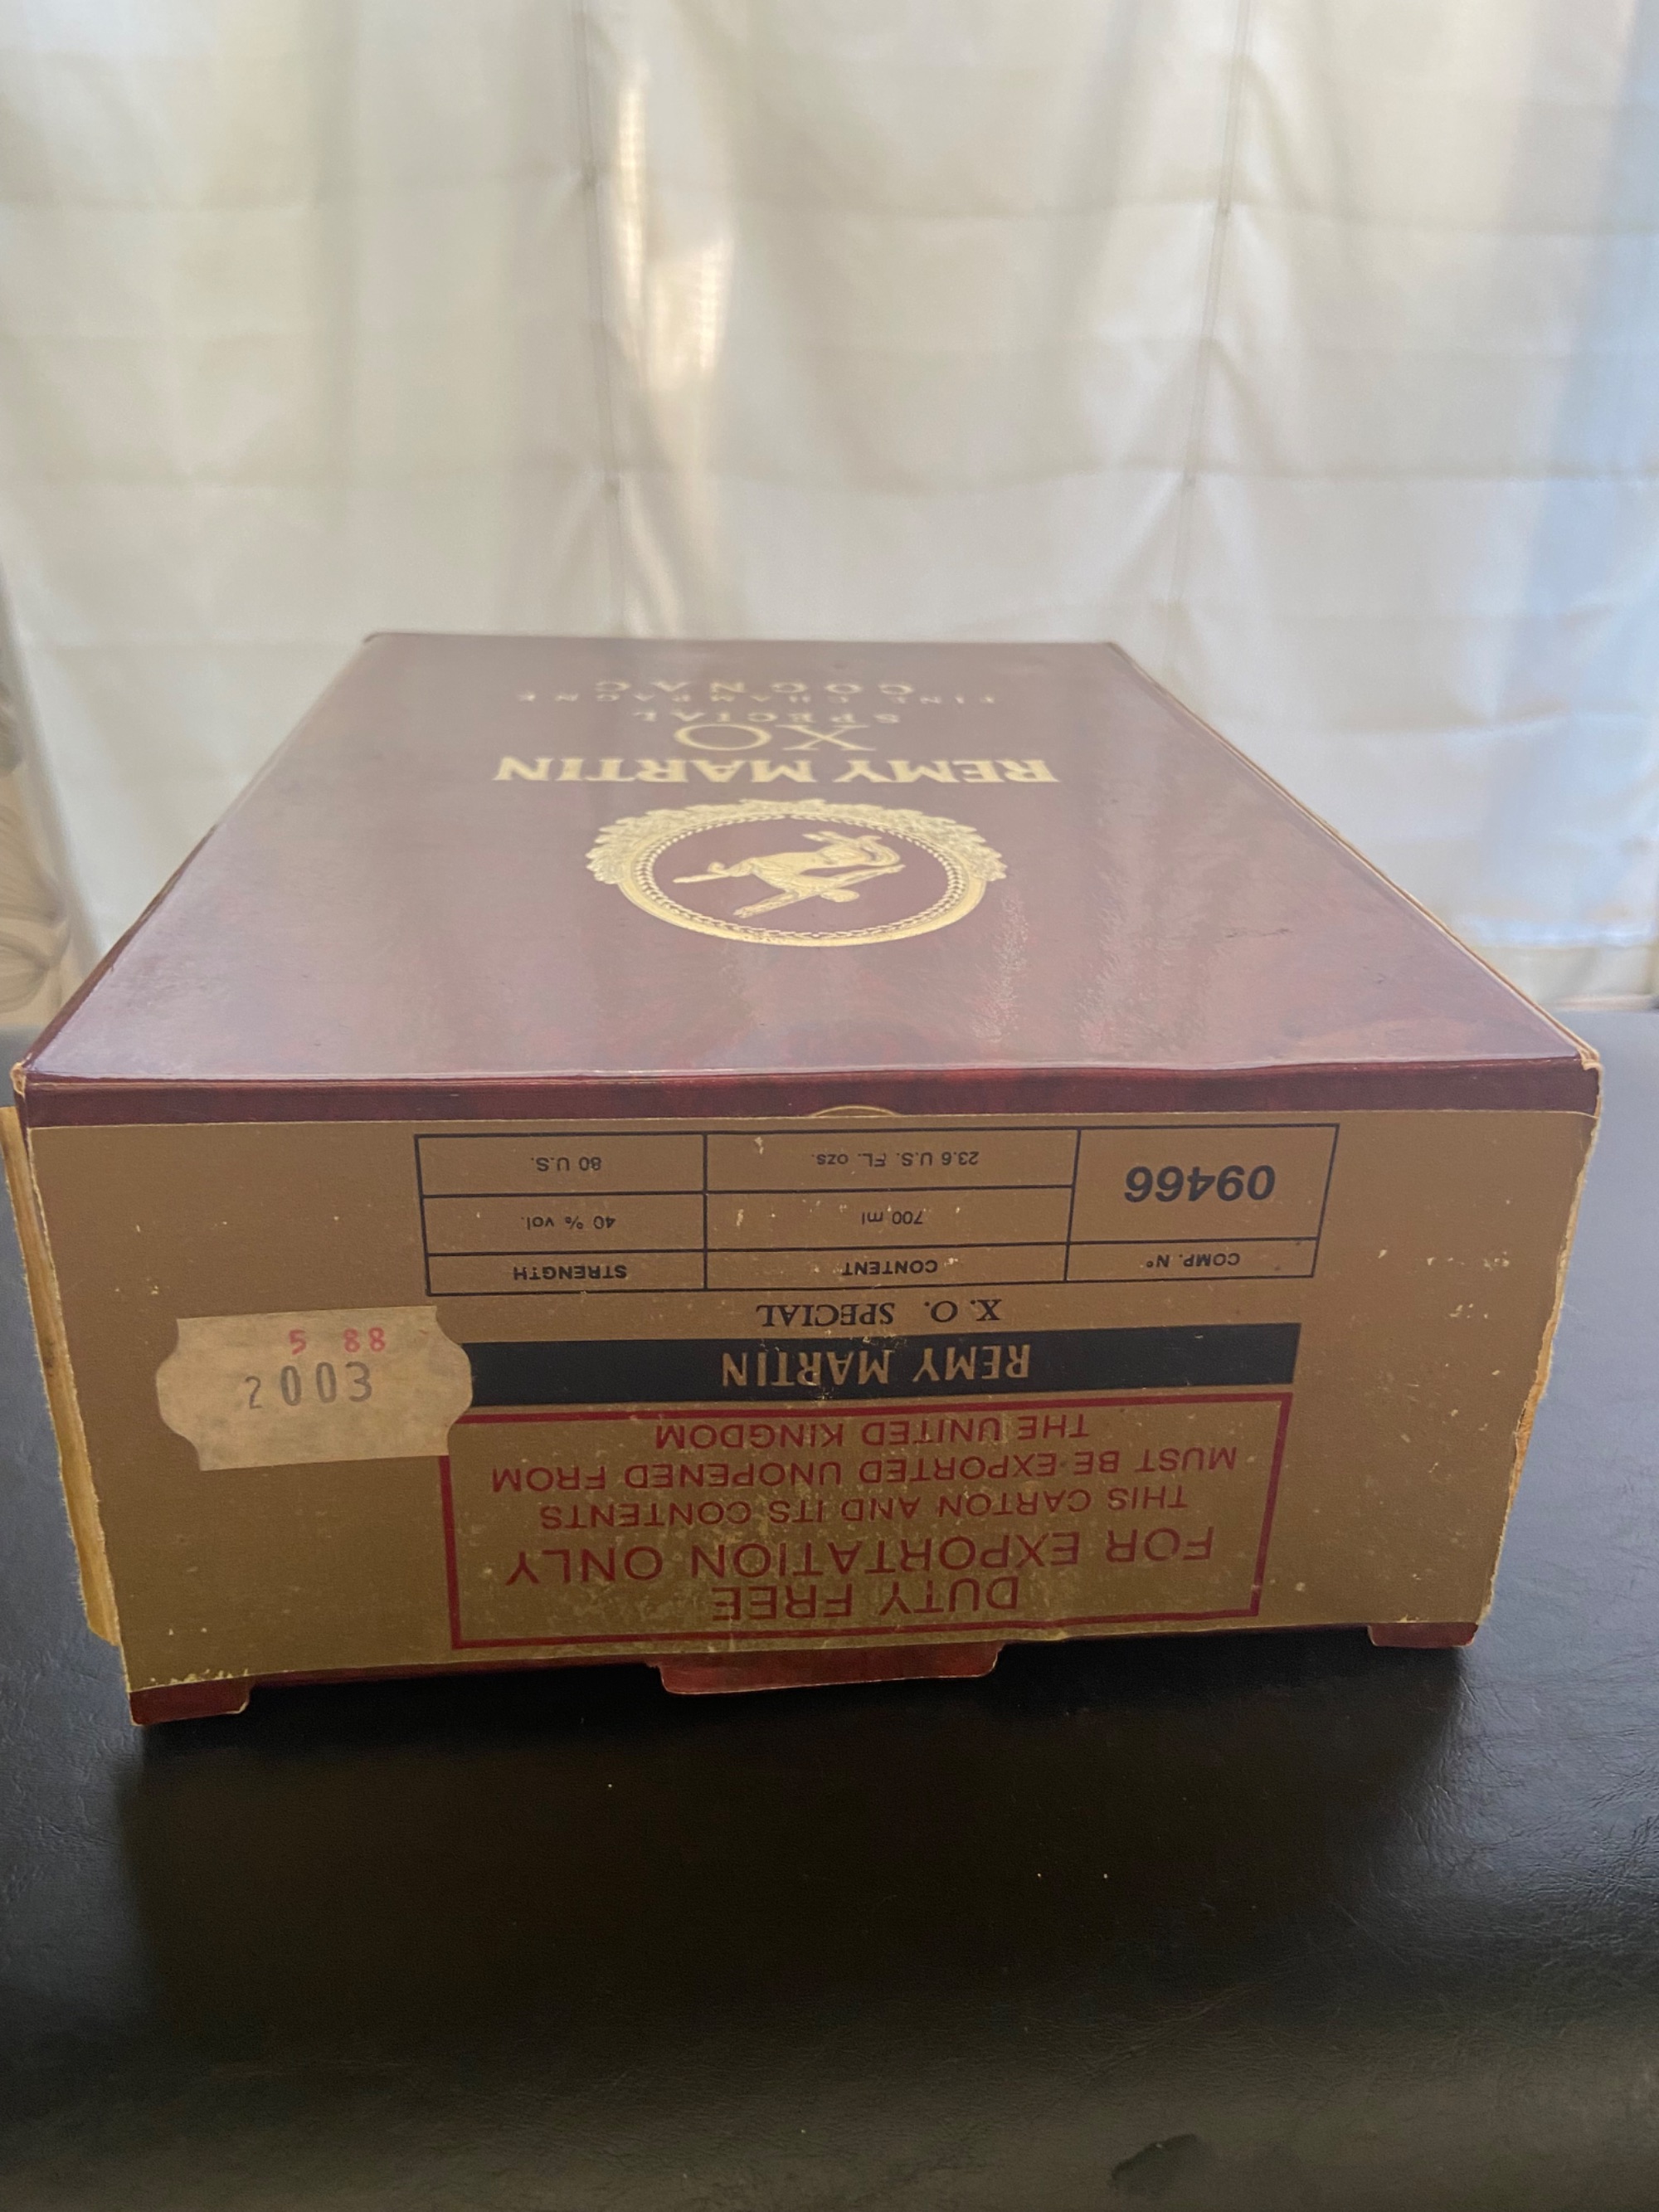 REMY MARTIN
XO
SPECIAL
FINE CHAMPAGNE
COGNAC
DUTY FREE
FOR EXPORTATION ONLY
THIS CARTON AND ITS CONTENTS
MUST BE EXPORTED UNOPENED FROM
THE UNITED KINGDOM
REMY MARTIN
X. O. SPECIAL
COMP. N° CONTENT STRENGTH
09466 700 ml 40 % vol.
23.6 U.S. FL. ozs. 80 U.S.
5 88
2003